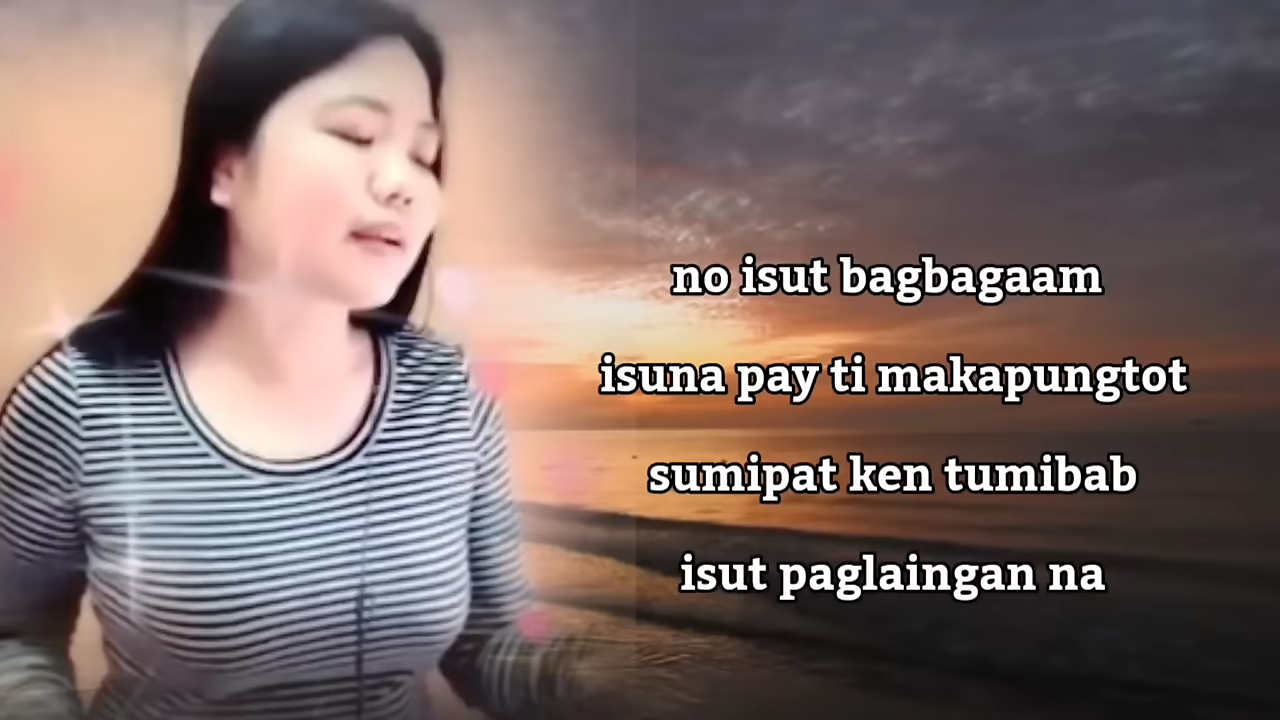 no isut bagbagaam
isuna pay ti makapungtot
sumipat ken tumibab
isut paglaingan na